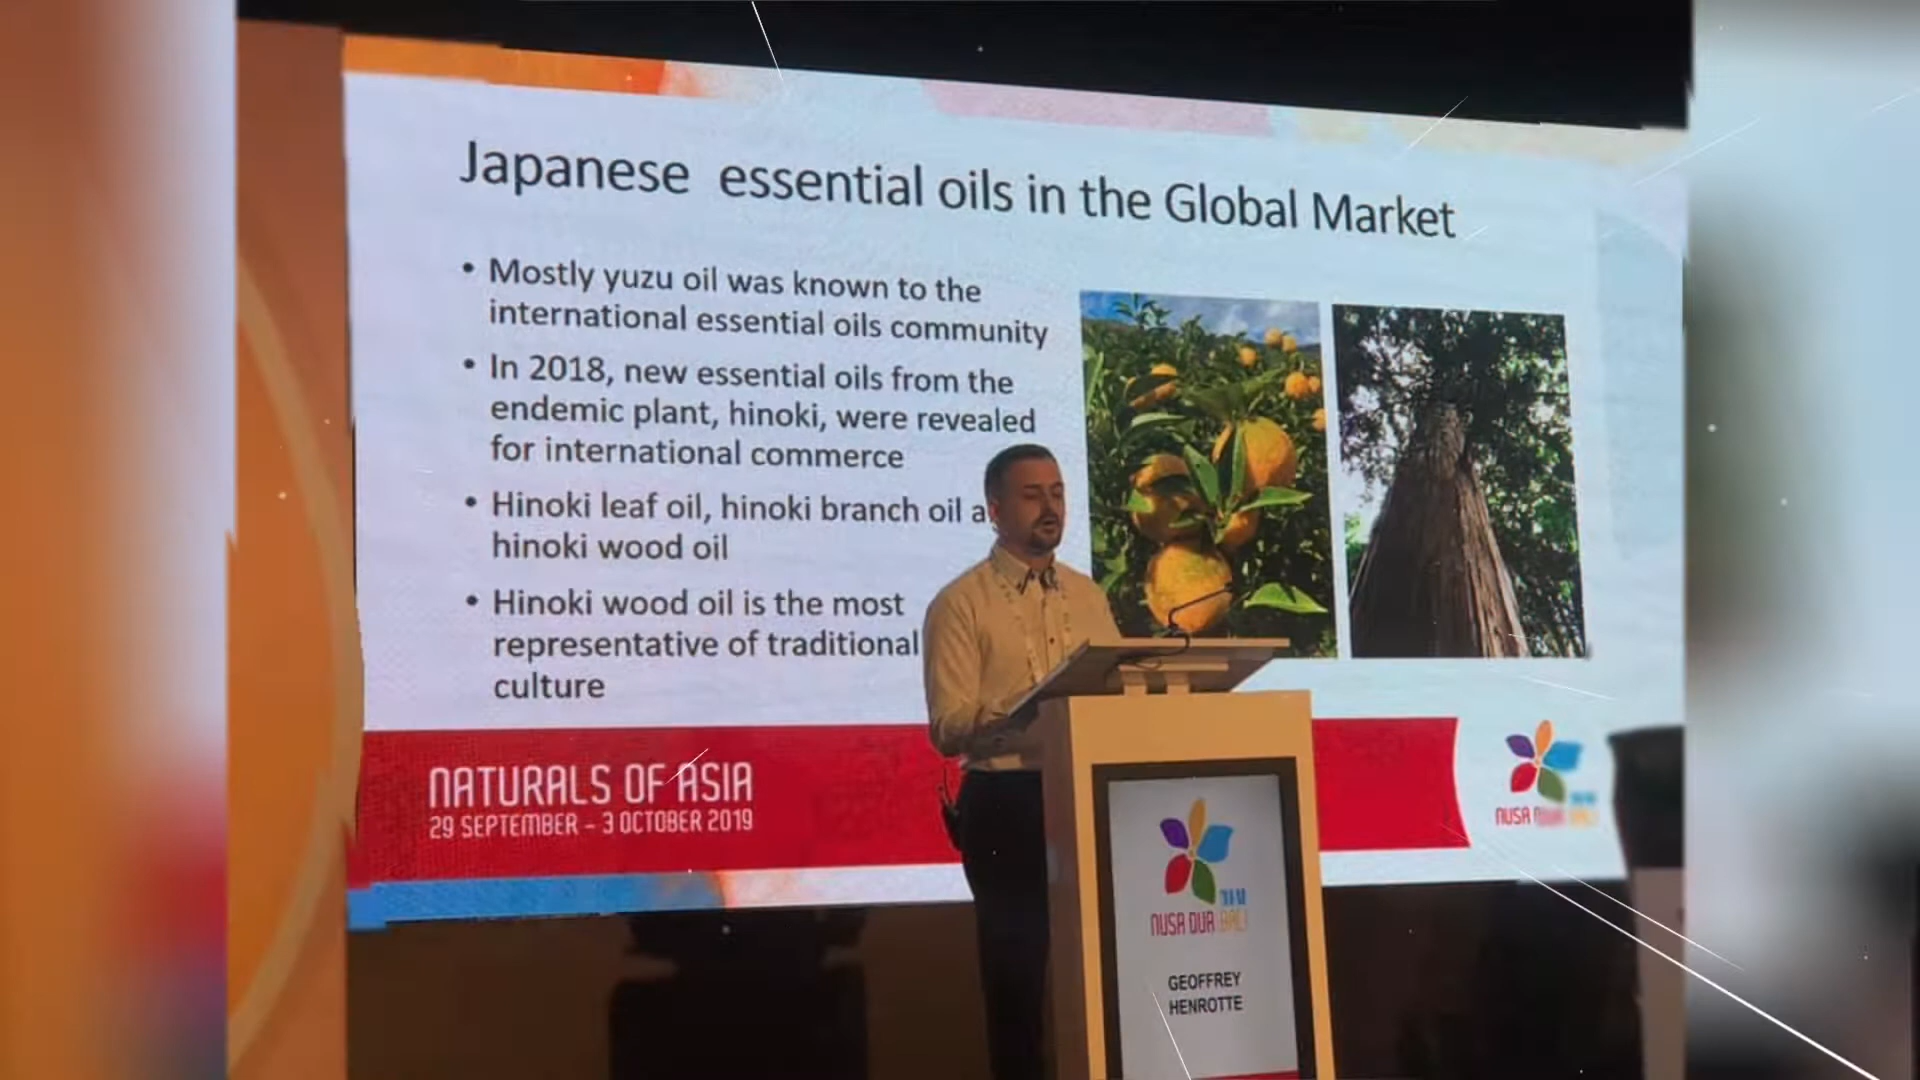 Japanese essential oils in the Global Market
• Mostly yuzu oil was known to the
international essential oils community
• In 2018, new essential oils from the
endemic plant, hinoki, were revealed
for international commerce
• Hinoki leaf oil, hinoki branch oil a
hinoki wood oil
• Hinoki wood oil is the most
representative of traditional
culture
NATURALS OF ASIA
29 SEPTEMBER – 3 OCTOBER 2019
NUSA
NUSA DUA BALI
GEOFFREY
HENROTTE